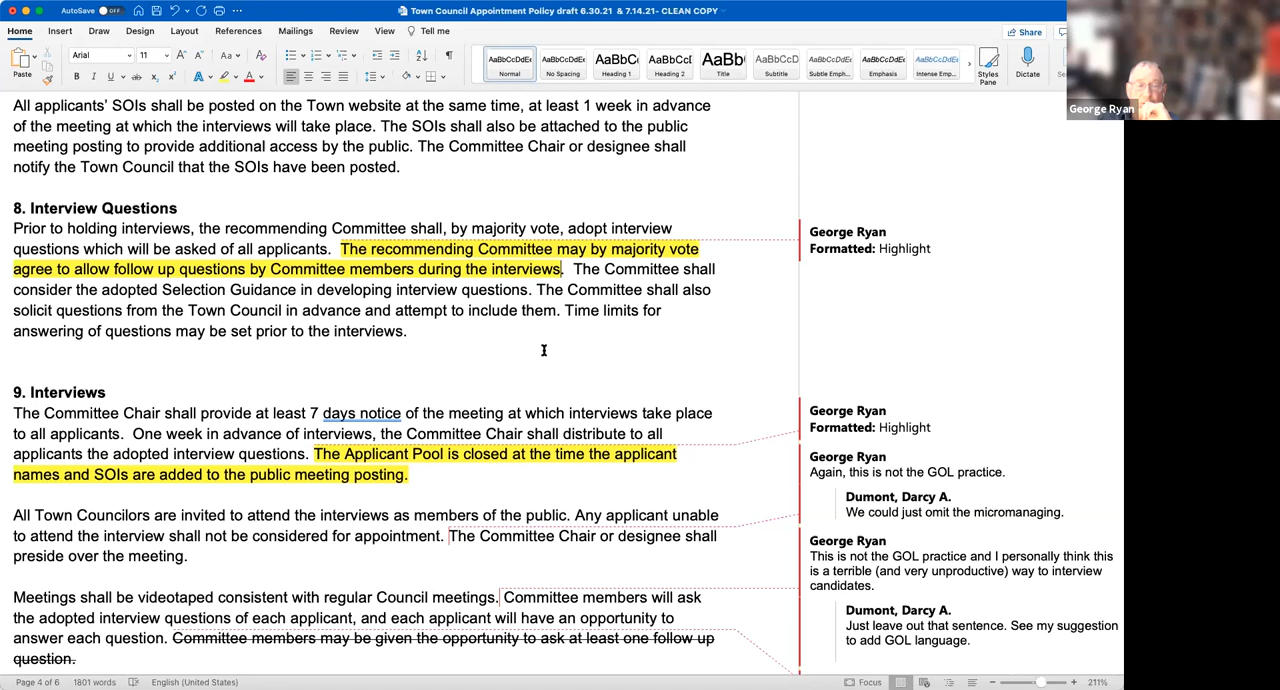 AutoSave OFF
Town Council Appointment Policy draft 6.30.21 & 7.14.21- CLEAN COPY
Home Insert Draw Design Layout References Mailings Review View Tell me
Share
Paste
Arial 11
AaBbCcDdEe Normal
AaBbCcDdEe No Spacing
AaBbC Heading 1
AaBbCcI Heading 2
AaBb Title
AaBbCcD Subtitle
AaBbCcDdEe Subtle Emph...
AaBbCcDdEe Emphasis
AaBbCcDdEe Intense Emp...
Styles Pane
Dictate
George Ryan
All applicants' SOIs shall be posted on the Town website at the same time, at least 1 week in advance
of the meeting at which the interviews will take place. The SOIs shall also be attached to the public
meeting posting to provide additional access by the public. The Committee Chair or designee shall
notify the Town Council that the SOIs have been posted.
8. Interview Questions
Prior to holding interviews, the recommending Committee shall, by majority vote, adopt interview
questions which will be asked of all applicants. The recommending Committee may by majority vote
agree to allow follow up questions by Committee members during the interviews. The Committee shall
consider the adopted Selection Guidance in developing interview questions. The Committee shall also
solicit questions from the Town Council in advance and attempt to include them. Time limits for
answering of questions may be set prior to the interviews.
9. Interviews
The Committee Chair shall provide at least 7 days notice of the meeting at which interviews take place
to all applicants. One week in advance of interviews, the Committee Chair shall distribute to all
applicants the adopted interview questions. The Applicant Pool is closed at the time the applicant
names and SOIs are added to the public meeting posting.
All Town Councilors are invited to attend the interviews as members of the public. Any applicant unable
to attend the interview shall not be considered for appointment. The Committee Chair or designee shall
preside over the meeting.
Meetings shall be videotaped consistent with regular Council meetings. Committee members will ask
the adopted interview questions of each applicant, and each applicant will have an opportunity to
answer each question. Committee members may be given the opportunity to ask at least one follow up
question.
George Ryan
Formatted: Highlight
George Ryan
Formatted: Highlight
George Ryan
Again, this is not the GOL practice.
Dumont, Darcy A.
We could just omit the micromanaging.
George Ryan
This is not the GOL practice and I personally think this
is a terrible (and very unproductive) way to interview
candidates.
Dumont, Darcy A.
Just leave out that sentence. See my suggestion
to add GOL language.
Page 4 of 6 1801 words English (United States) Focus 211%